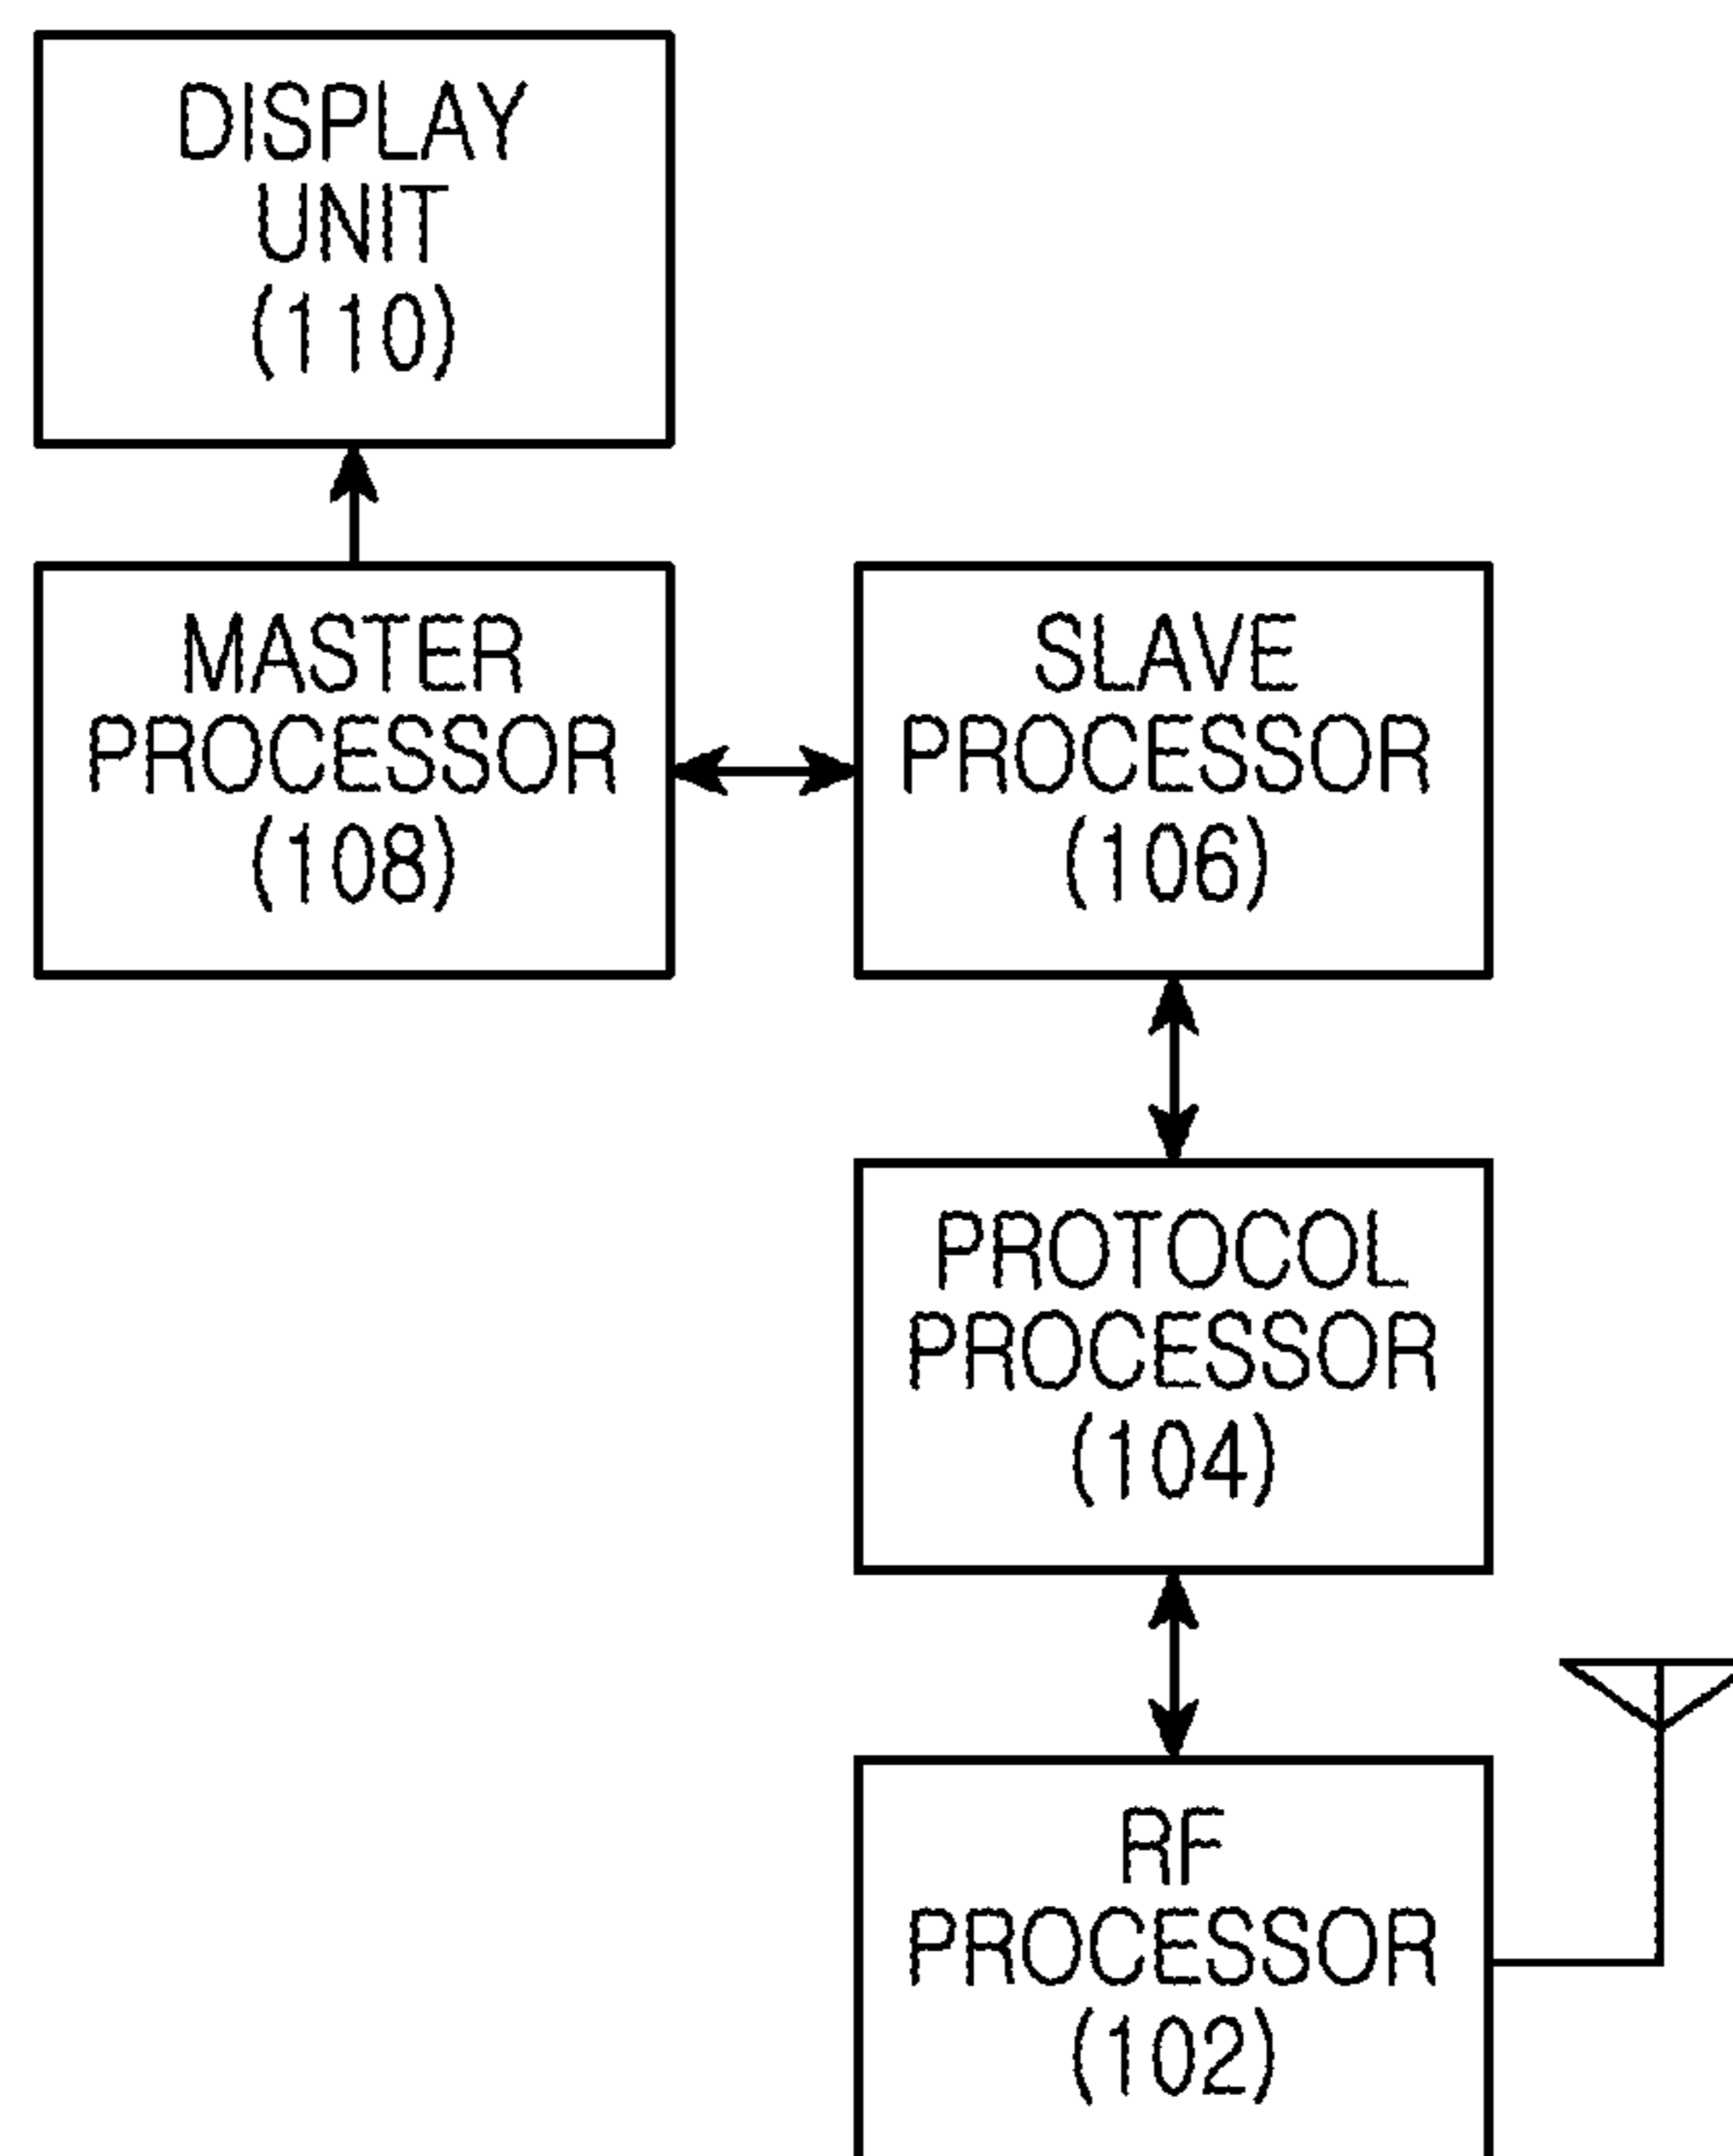 DISPLAY
UNIT
(110)
MASTER
PROCESSOR
(108)
SLAVE
PROCESSOR
(106)
PROTOCOL
PROCESSOR
(104)
RF
PROCESSOR
(102)